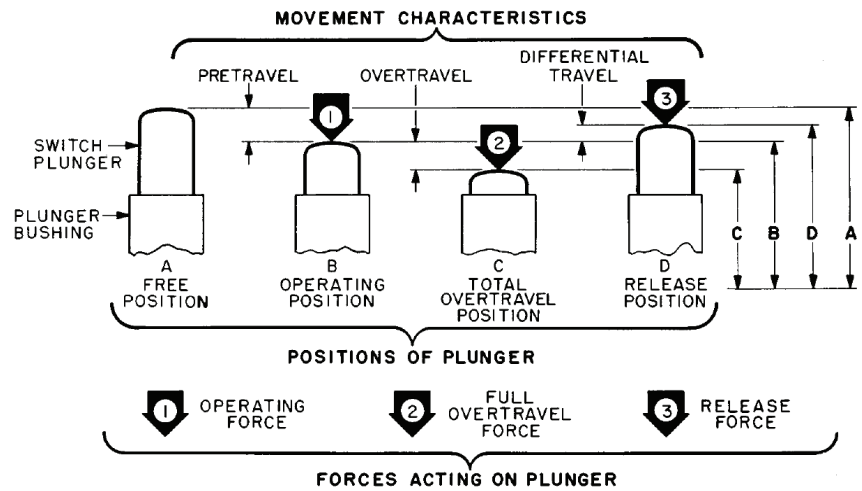 MOVEMENT CHARACTERISTICS
PRETRAVEL
OVERTRAVEL
DIFFERENTIAL
TRAVEL
1
2
3
SWITCH
PLUNGER
PLUNGER
BUSHING
A
FREE
POSITION
B
OPERATING
POSITION
C
TOTAL
OVERTRAVEL
POSITION
D
RELEASE
POSITION
C
B
D
A
POSITIONS OF PLUNGER
1
OPERATING
FORCE
2
FULL
OVERTRAVEL
FORCE
3
RELEASE
FORCE
FORCES ACTING ON PLUNGER